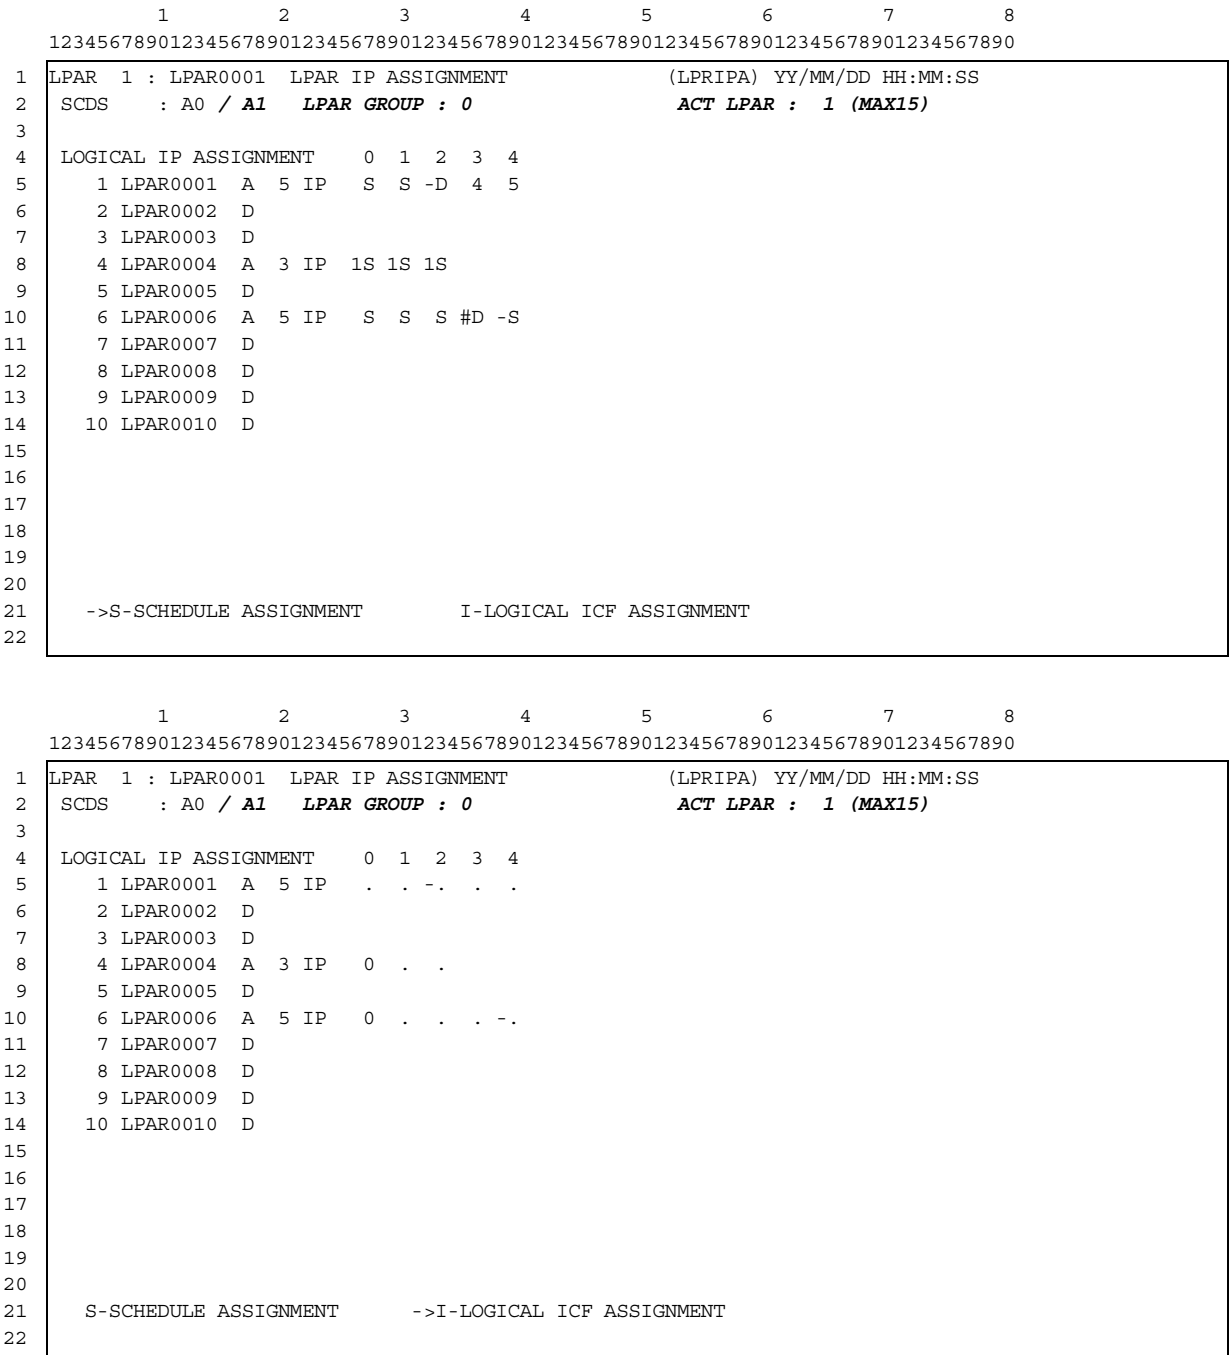 1         2         3         4         5         6         7         8
12345678901234567890123456789012345678901234567890123456789012345678901234567890
1 LPAR  1 : LPAR0001  LPAR IP ASSIGNMENT             (LPRIPA) YY/MM/DD HH:MM:SS
2  SCDS    : A0 / A1   LPAR GROUP : 0                 ACT LPAR :  1 (MAX15)
3
4  LOGICAL IP ASSIGNMENT    0  1  2  3  4
5     1 LPAR0001  A  5 IP   S  S -D  4  5
6     2 LPAR0002  D
7     3 LPAR0003  D
8     4 LPAR0004  A  3 IP  1S 1S 1S
9     5 LPAR0005  D
10    6 LPAR0006  A  5 IP   S  S  S #D -S
11    7 LPAR0007  D
12    8 LPAR0008  D
13    9 LPAR0009  D
14   10 LPAR0010  D
15
16
17
18
19
20
21   ->S-SCHEDULE ASSIGNMENT        I-LOGICAL ICF ASSIGNMENT
22
         1         2         3         4         5         6         7         8
12345678901234567890123456789012345678901234567890123456789012345678901234567890
1 LPAR  1 : LPAR0001  LPAR IP ASSIGNMENT             (LPRIPA) YY/MM/DD HH:MM:SS
2  SCDS    : A0 / A1   LPAR GROUP : 0                 ACT LPAR :  1 (MAX15)
3
4  LOGICAL IP ASSIGNMENT    0  1  2  3  4
5     1 LPAR0001  A  5 IP   .  . -.  .  .
6     2 LPAR0002  D
7     3 LPAR0003  D
8     4 LPAR0004  A  3 IP   0  .  .
9     5 LPAR0005  D
10    6 LPAR0006  A  5 IP   0  .  .  . -.
11    7 LPAR0007  D
12    8 LPAR0008  D
13    9 LPAR0009  D
14   10 LPAR0010  D
15
16
17
18
19
20
21   S-SCHEDULE ASSIGNMENT      ->I-LOGICAL ICF ASSIGNMENT
22